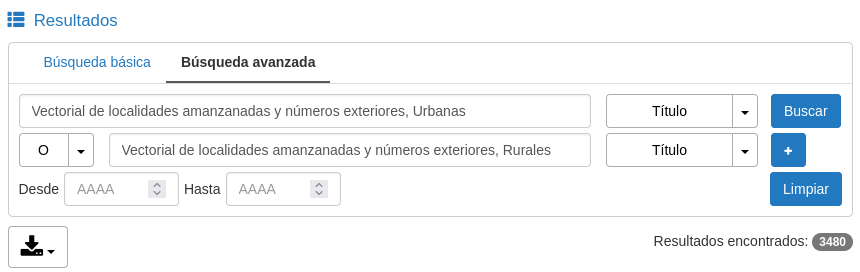 Resultados
Búsqueda básica Búsqueda avanzada
Vectorial de localidades amanzanadas y números exteriores, Urbanas Título Buscar
O Vectorial de localidades amanzanadas y números exteriores, Rurales Título +
Desde AAAA Hasta AAAA Limpiar
Resultados encontrados: 3480